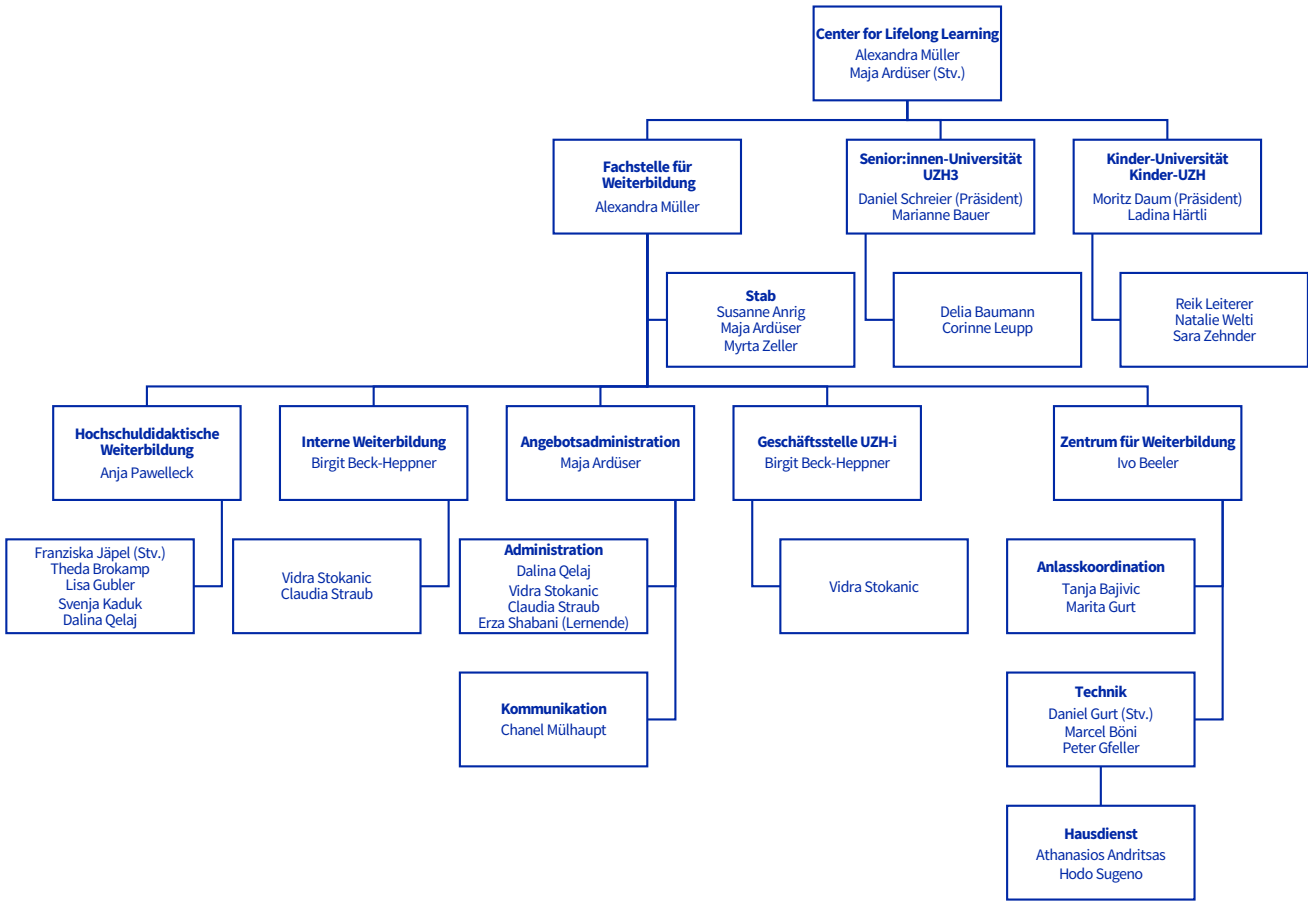 Center for Lifelong Learning
Alexandra Müller
Maja Ardüser (Stv.)
Fachstelle für
Weiterbildung
Alexandra Müller
Senior:innen-Universität
UZH3
Daniel Schreier (Präsident)
Marianne Bauer
Kinder-Universität
Kinder-UZH
Moritz Daum (Präsident)
Ladina Härtli
Stab
Susanne Anrig
Maja Ardüser
Myrta Zeller
Delia Baumann
Corinne Leupp
Reik Leiterer
Natalie Welti
Sara Zehnder
Hochschuldidaktische
Weiterbildung
Anja Pawelleck
Interne Weiterbildung
Birgit Beck-Heppner
Angebotsadministration
Maja Ardüser
Geschäftsstelle UZH-i
Birgit Beck-Heppner
Zentrum für Weiterbildung
Ivo Beeler
Franziska Jäpel (Stv.)
Theda Brokamp
Lisa Gubler
Svenja Kaduk
Dalina Qelaj
Vidra Stokanic
Claudia Straub
Administration
Dalina Qelaj
Vidra Stokanic
Claudia Straub
Erza Shabani (Lernende)
Vidra Stokanic
Anlasskoordination
Tanja Bajivic
Marita Gurt
Kommunikation
Chanel Mülhaupt
Technik
Daniel Gurt (Stv.)
Marcel Böni
Peter Gfeller
Hausdienst
Athanasios Andritsas
Hodo Sugeno